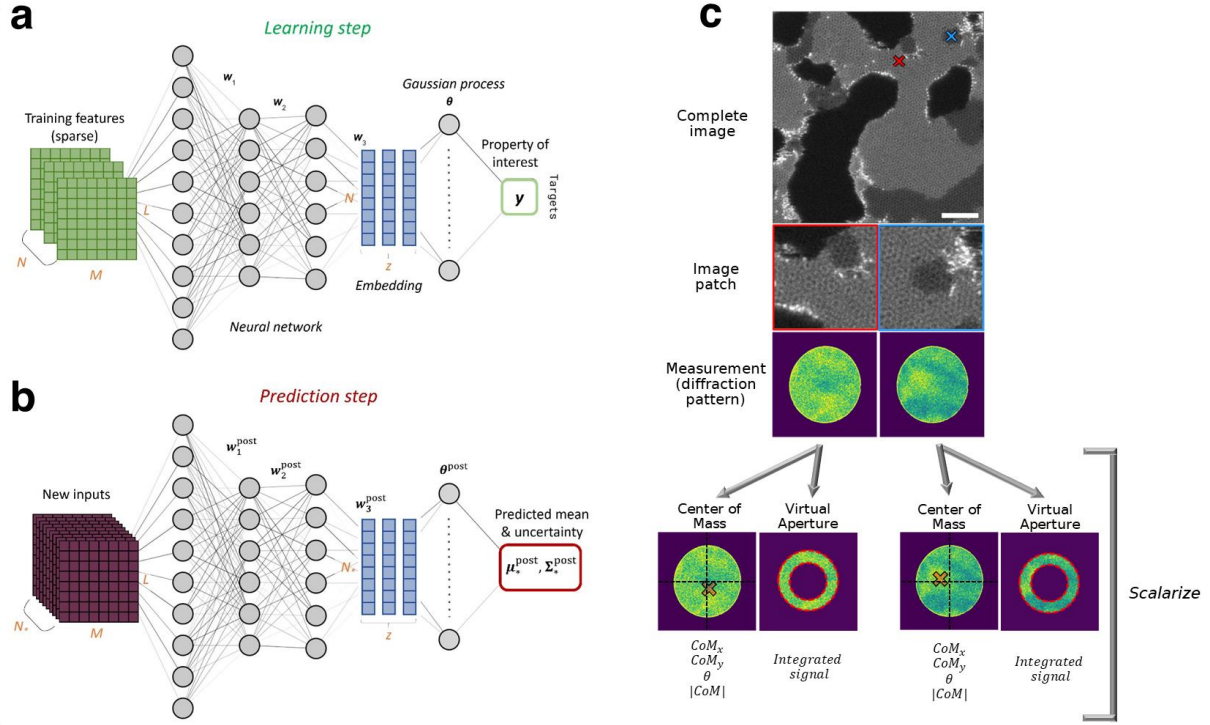 a
Learning step
w₁
w₂
Gaussian process
θ
Training features
(sparse)
w₃
Property of
interest
L
N
y
Targets
N
M
z
Embedding
Neural network
b
Prediction step
w₁ᵖᵒˢᵗ
w₂ᵖᵒˢᵗ
θᵖᵒˢᵗ
New inputs
w₃ᵖᵒˢᵗ
Predicted mean
& uncertainty
L
N*
μ*ᵖᵒˢᵗ, Σ*ᵖᵒˢᵗ
N*
M
z
c
Complete
image
Image
patch
Measurement
(diffraction
pattern)
Center of
Mass
Virtual
Aperture
Center of
Mass
Virtual
Aperture
Scalarize
CoMₓ
CoMᵧ
θ
|CoM|
Integrated
signal
CoMₓ
CoMᵧ
θ
|CoM|
Integrated
signal